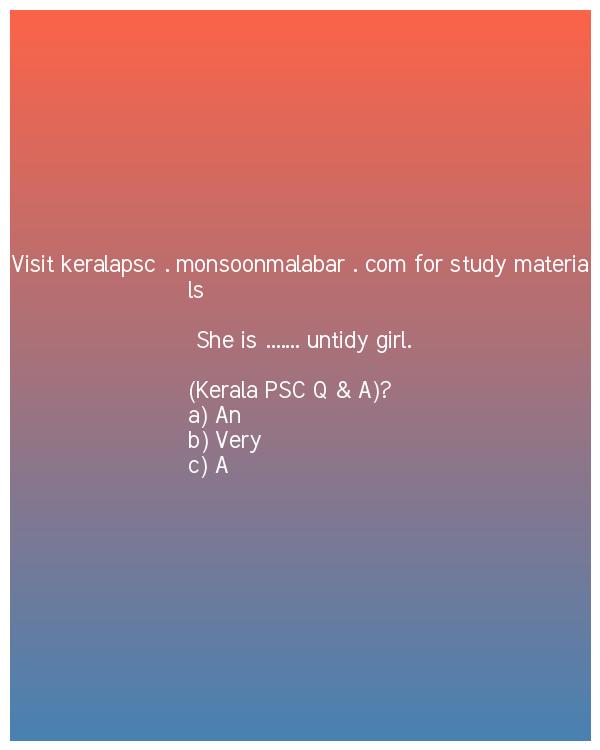 Visit keralapsc . monsoonmalabar . com for study materia
ls
She is ....... untidy girl.
(Kerala PSC Q & A)?
a) An
b) Very
c) A